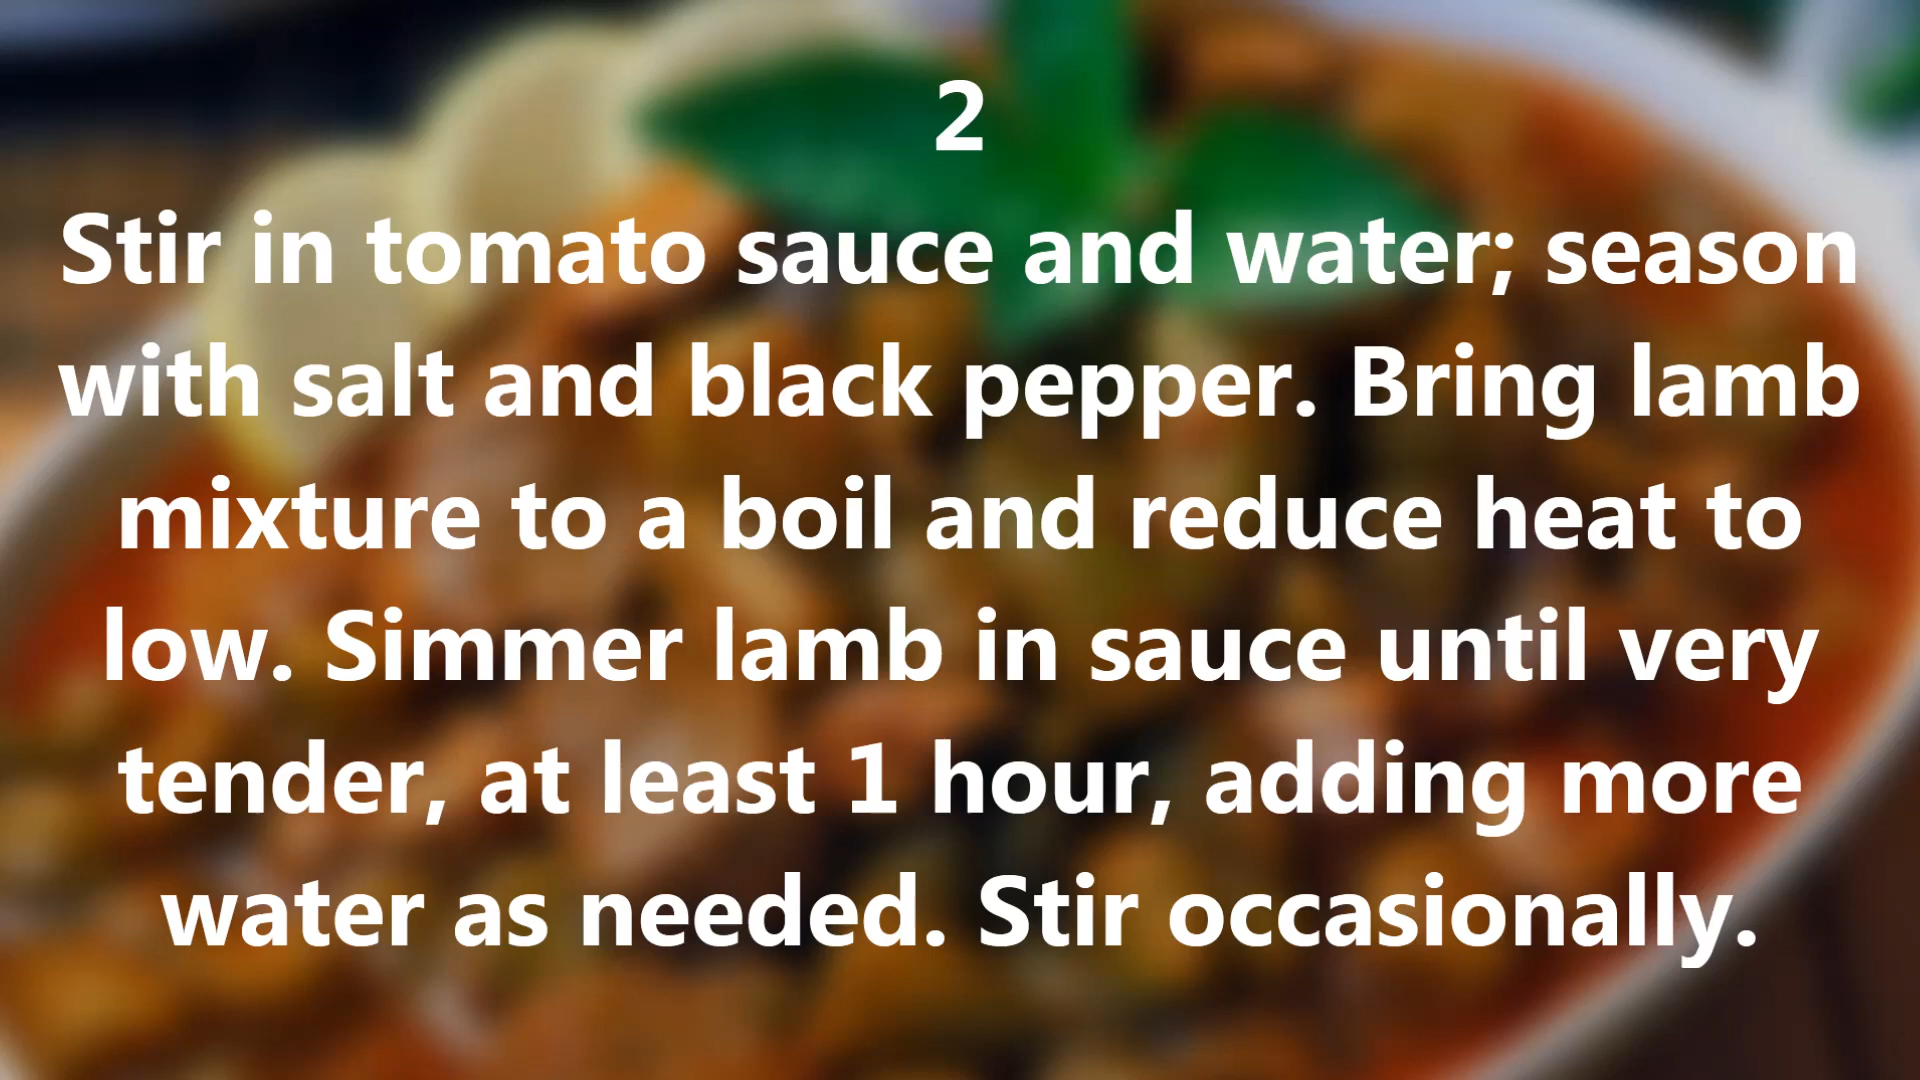 2
Stir in tomato sauce and water; season
with salt and black pepper. Bring lamb
mixture to a boil and reduce heat to
low. Simmer lamb in sauce until very
tender, at least 1 hour, adding more
water as needed. Stir occasionally.